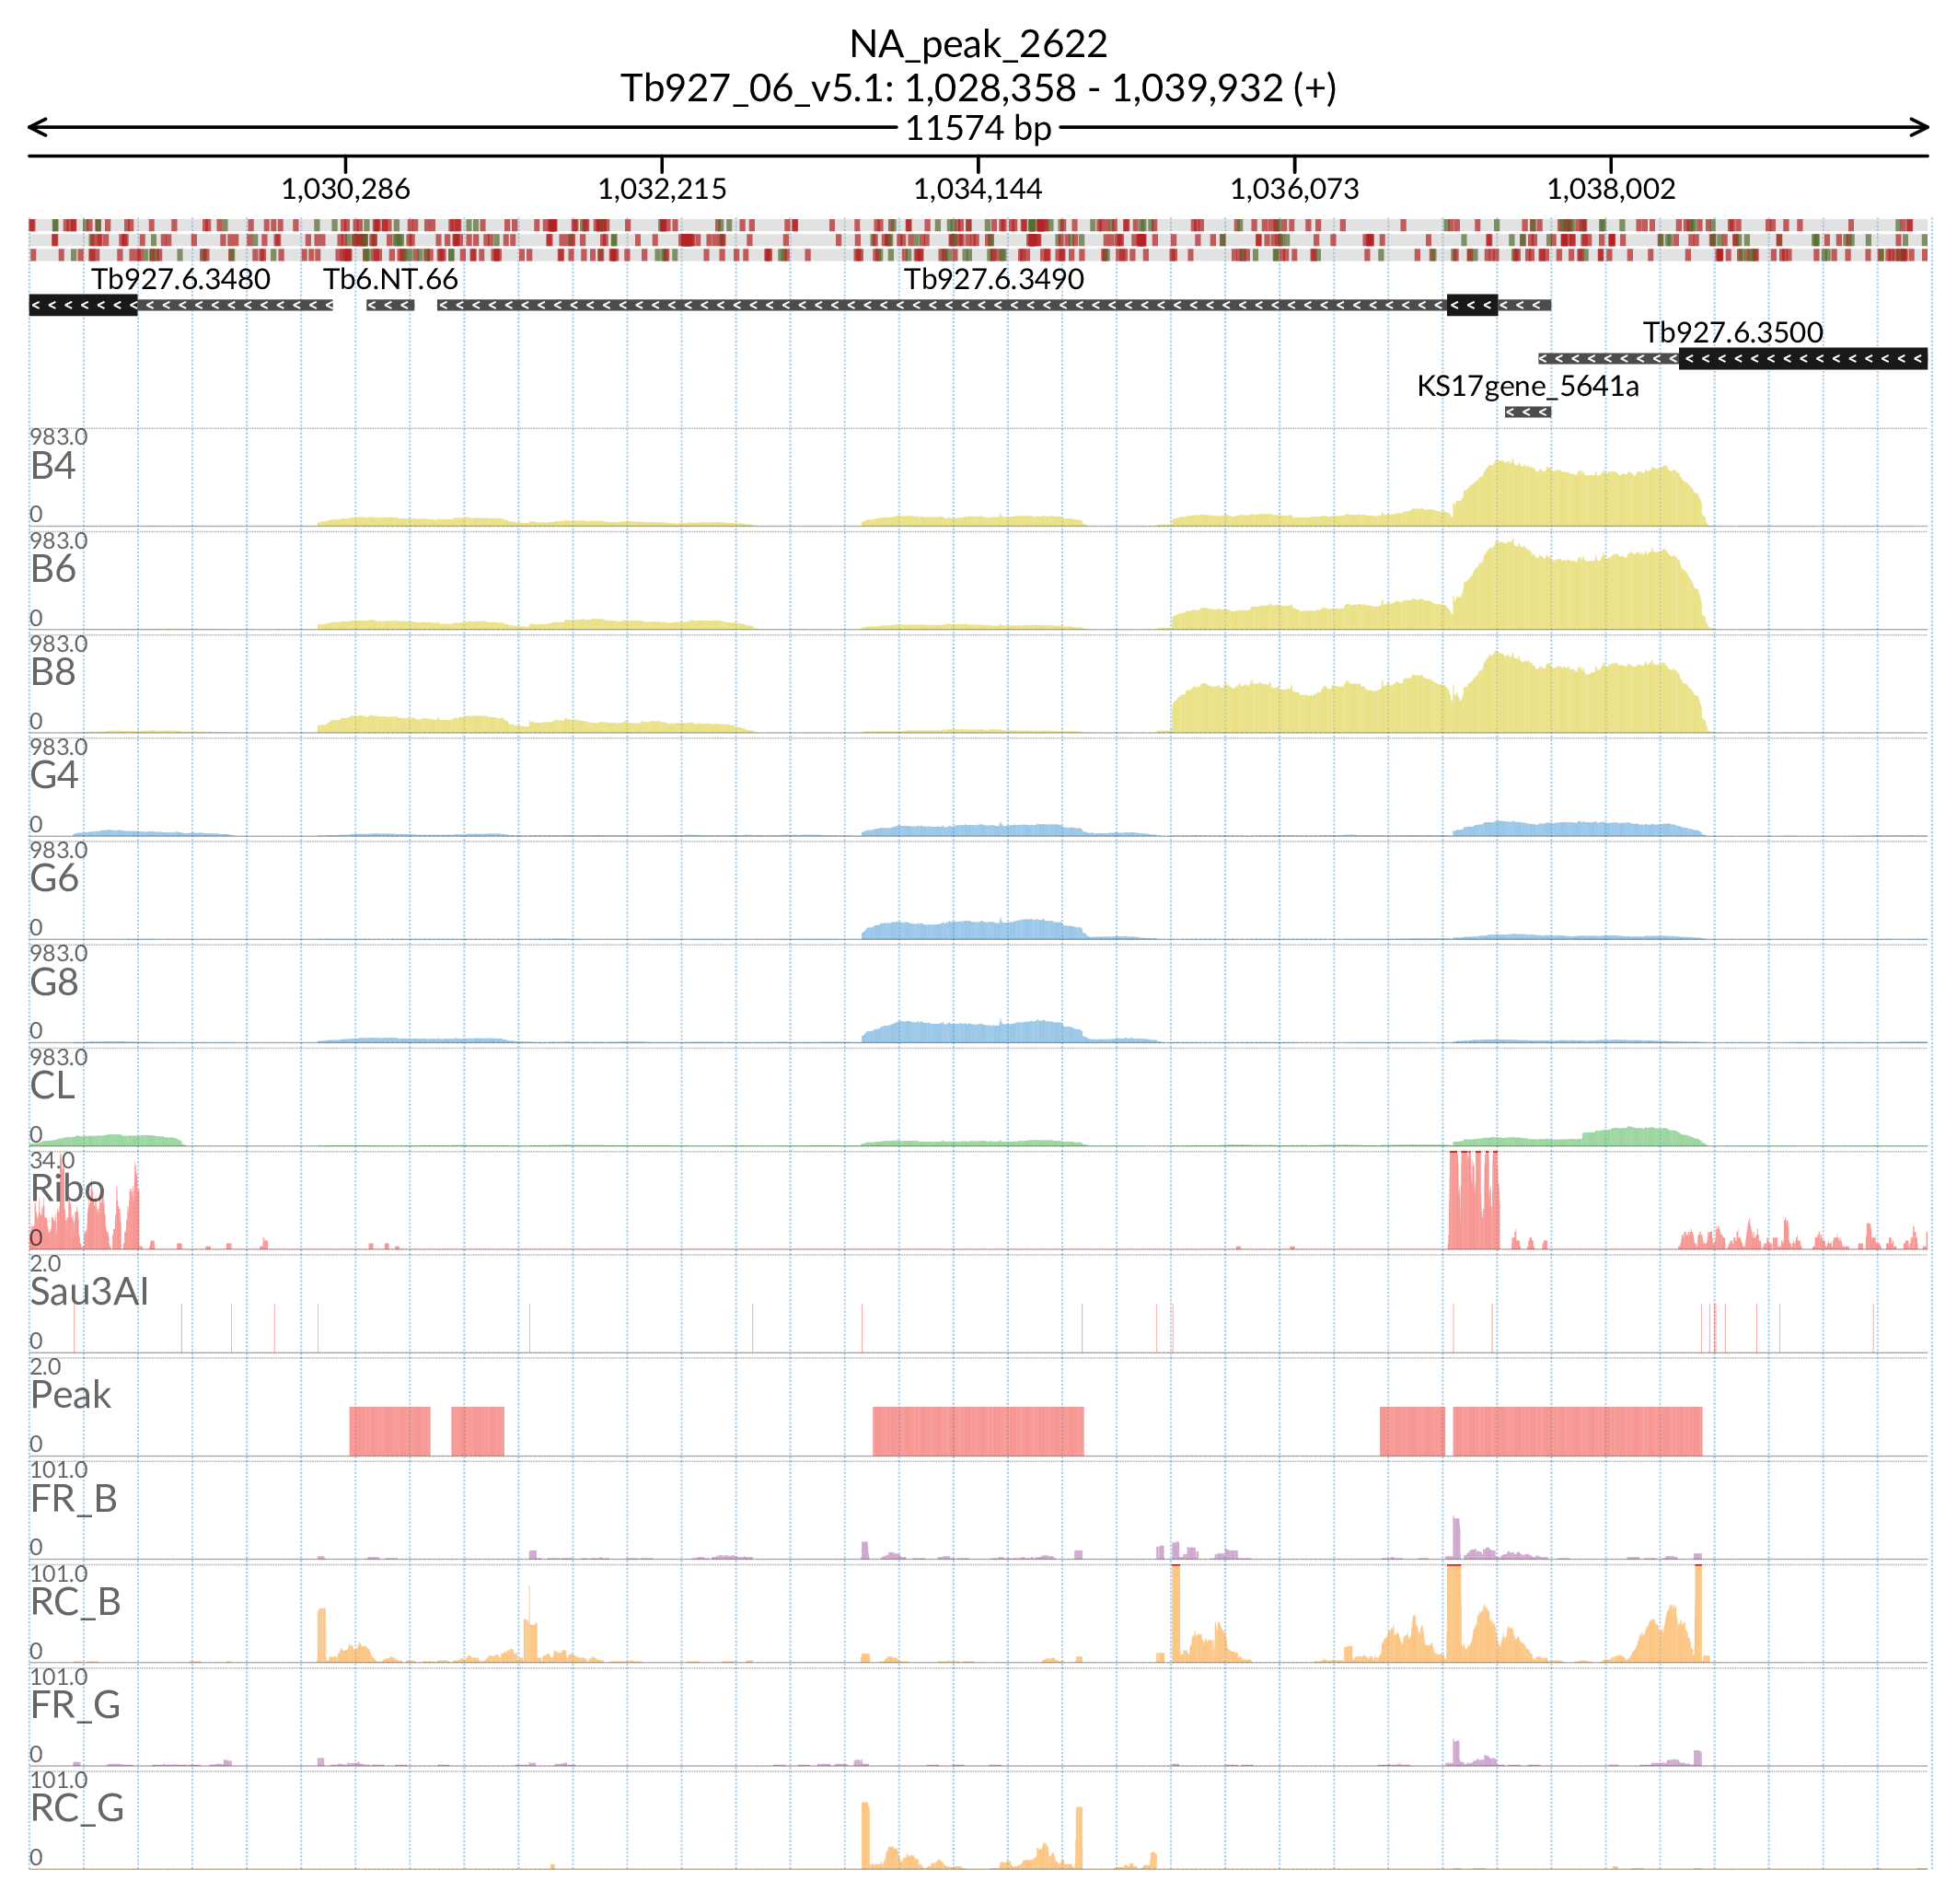 NA_peak_2622
Tb927_06_v5.1: 1,028,358 - 1,039,932 (+)
11574 bp
1,030,286 1,032,215 1,034,144 1,036,073 1,038,002
Tb927.6.3480 Tb6.NT.66 Tb927.6.3490
Tb927.6.3500
KS17gene_5641a
983.0
B4
0
983.0
B6
0
983.0
B8
0
983.0
G4
0
983.0
G6
0
983.0
G8
0
983.0
CL
0
34.0
Ribo
0
2.0
Sau3AI
0
2.0
Peak
0
101.0
FR_B
0
101.0
RC_B
0
101.0
FR_G
0
101.0
RC_G
0